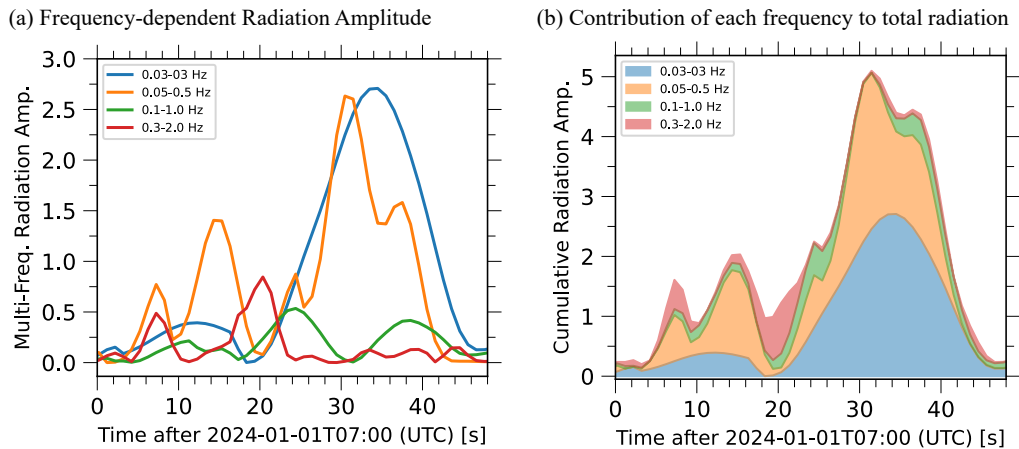 (a) Frequency-dependent Radiation Amplitude
3.0
2.5
2.0
1.5
1.0
0.5
0.0
Multi-Freq. Radiation Amp.
0.03-03 Hz
0.05-0.5 Hz
0.1-1.0 Hz
0.3-2.0 Hz
0 10 20 30 40
Time after 2024-01-01T07:00 (UTC) [s]
(b) Contribution of each frequency to total radiation
5
4
3
2
1
0
Cumulative Radiation Amp.
0.03-03 Hz
0.05-0.5 Hz
0.1-1.0 Hz
0.3-2.0 Hz
0 10 20 30 40
Time after 2024-01-01T07:00 (UTC) [s]